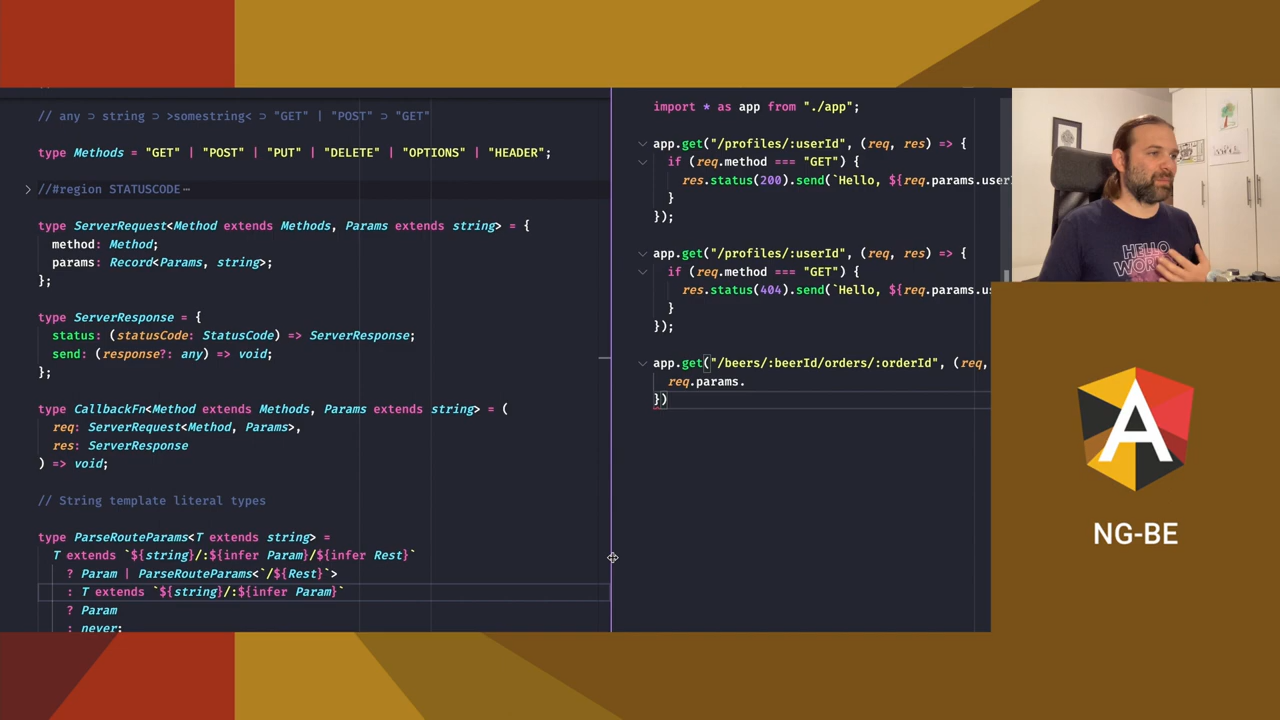 // any ⊃ string ⊃ >somestring< ⊃ "GET" | "POST" ⊃ "GET"
type Methods = "GET" | "POST" | "PUT" | "DELETE" | "OPTIONS" | "HEADER";
//#region STATUSCODE…
type ServerRequest<Method extends Methods, Params extends string> = {
method: Method;
params: Record<Params, string>;
};
type ServerResponse = {
status: (statusCode: StatusCode) => ServerResponse;
send: (response?: any) => void;
};
type CallbackFn<Method extends Methods, Params extends string> = (
req: ServerRequest<Method, Params>,
res: ServerResponse
) => void;
// String template literal types
type ParseRouteParams<T extends string> =
T extends `${string}/:${infer Param}/${infer Rest}`
? Param | ParseRouteParams<`/${Rest}`>
: T extends `${string}/:${infer Param}`
? Param
: never;
import * as app from "./app";
app.get("/profiles/:userId", (req, res) => {
if (req.method === "GET") {
res.status(200).send(`Hello, ${req.params.user
}
});
app.get("/profiles/:userId", (req, res) => {
if (req.method === "GET") {
res.status(404).send(`Hello, ${req.params.us
}
});
app.get("/beers/:beerId/orders/:orderId", (req,
req.params.
})
HELLO
WOR
A
NG-BE